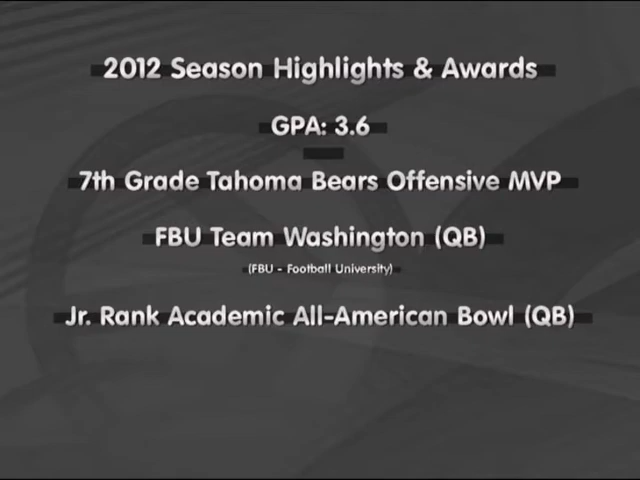 2012 Season Highlights & Awards
GPA: 3.6
7th Grade Tahoma Bears Offensive MVP
FBU Team Washington (QB)
(FBU - Football University)
Jr. Rank Academic All-American Bowl (QB)